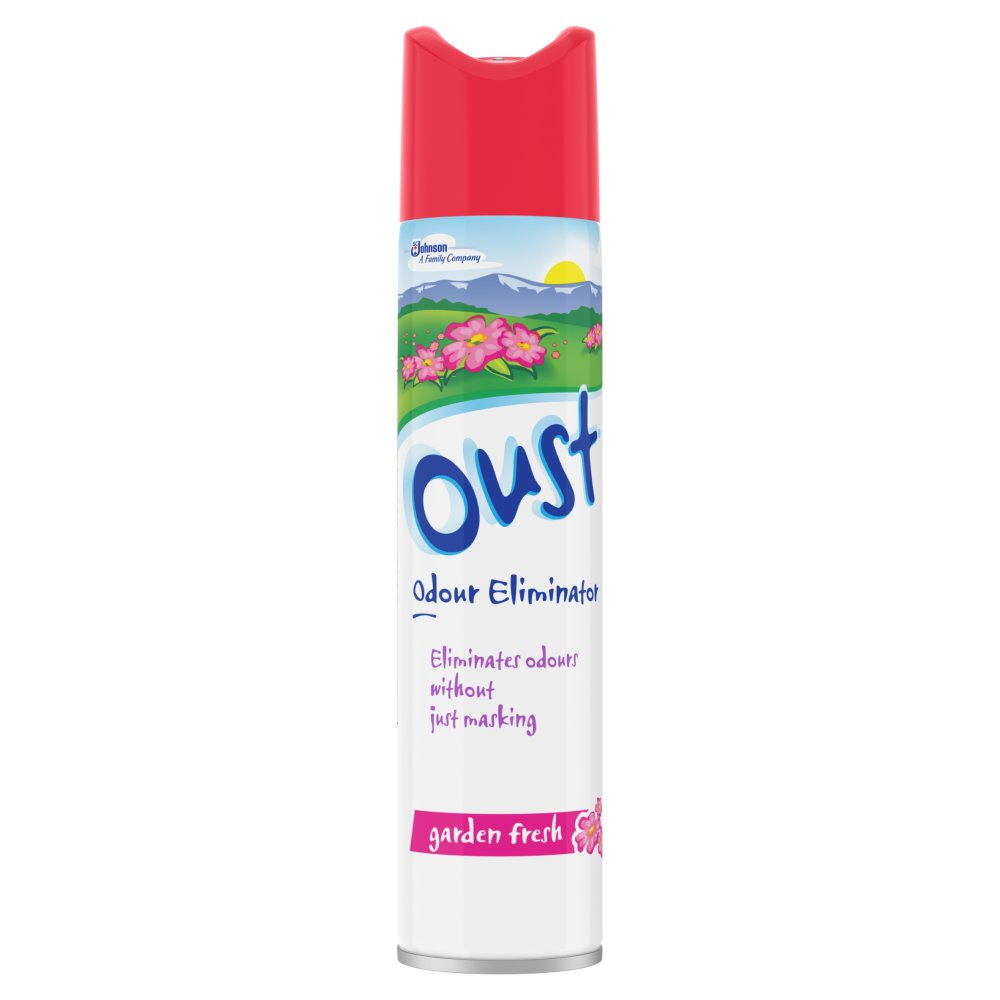 SC Johnson
A Family Company
Oust
Odour Eliminator
Eliminates odours
without
just masking
garden fresh